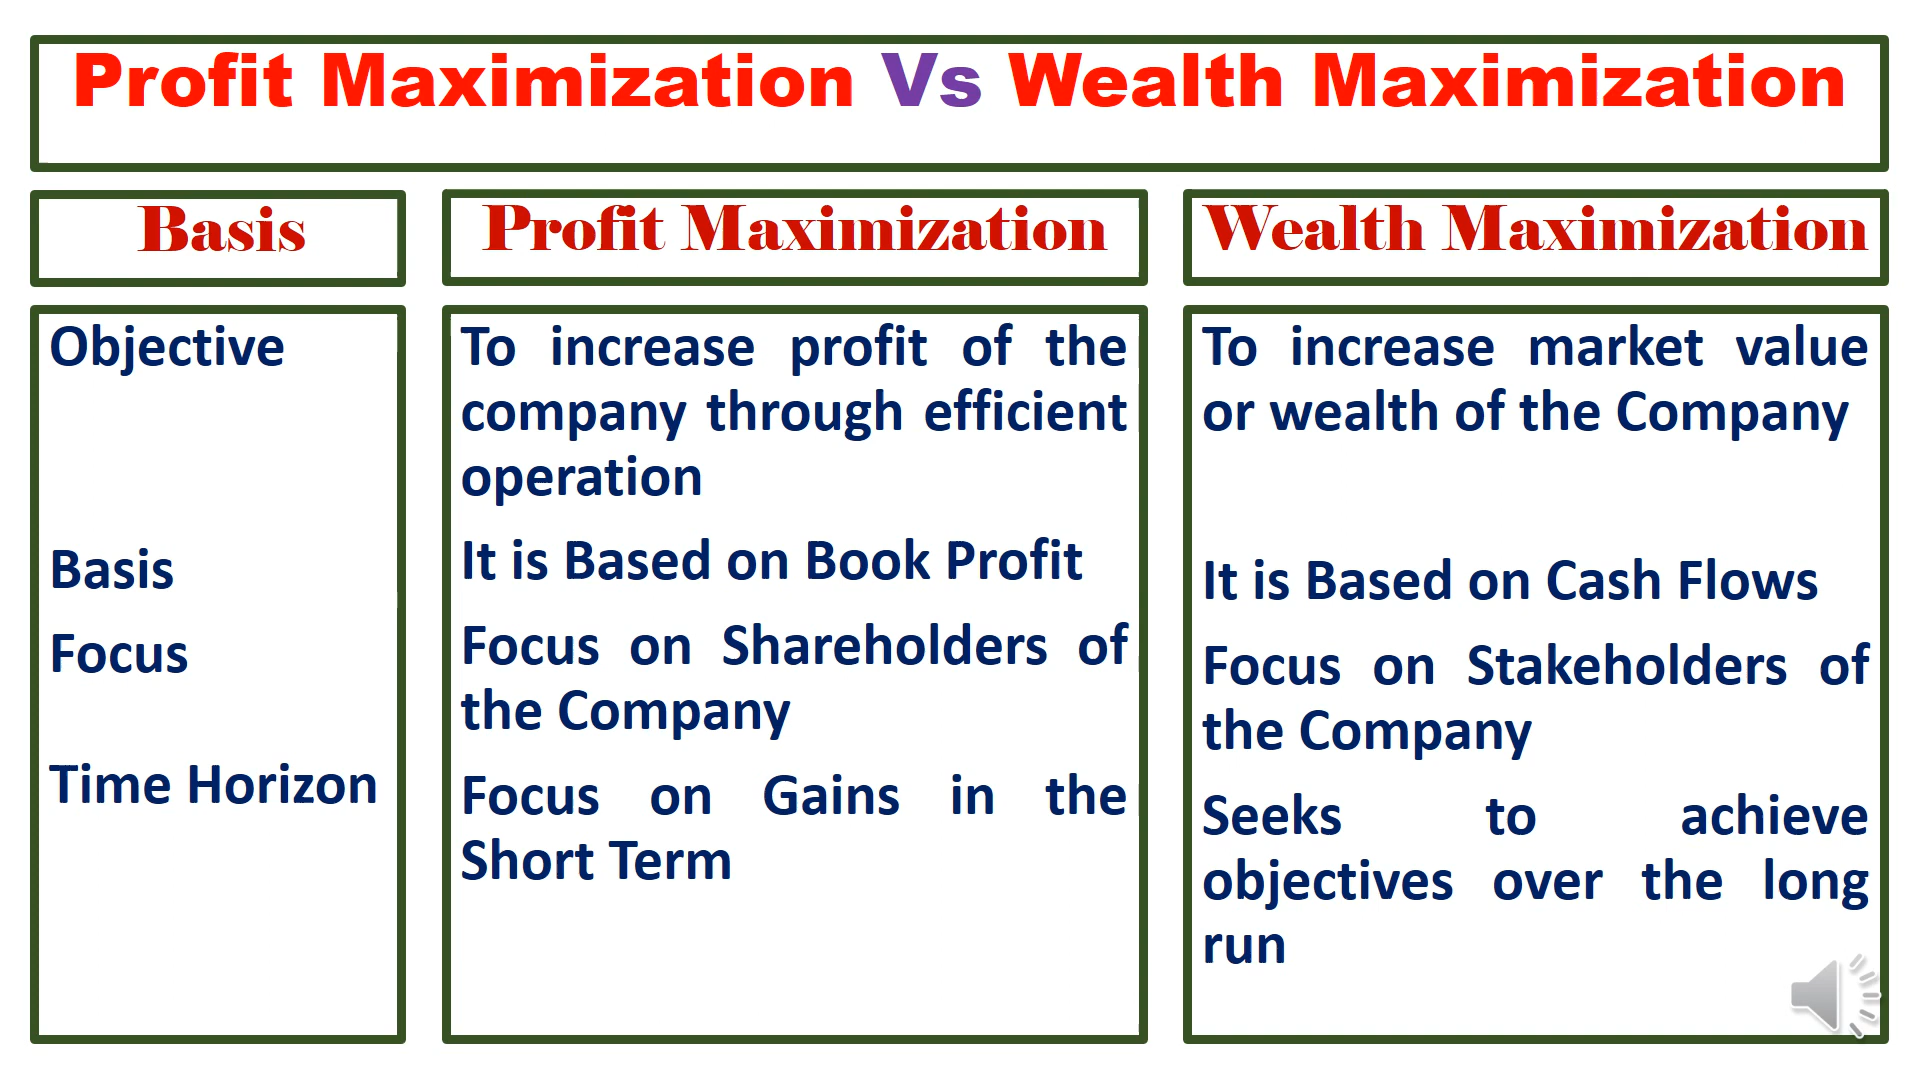 Profit Maximization Vs Wealth Maximization
Basis
Profit Maximization
Wealth Maximization
Objective
Basis
Focus
Time Horizon
To increase profit of the
company through efficient
operation
It is Based on Book Profit
Focus on Shareholders of
the Company
Focus on Gains in the
Short Term
To increase market value
or wealth of the Company
It is Based on Cash Flows
Focus on Stakeholders of
the Company
Seeks to achieve
objectives over the long
run